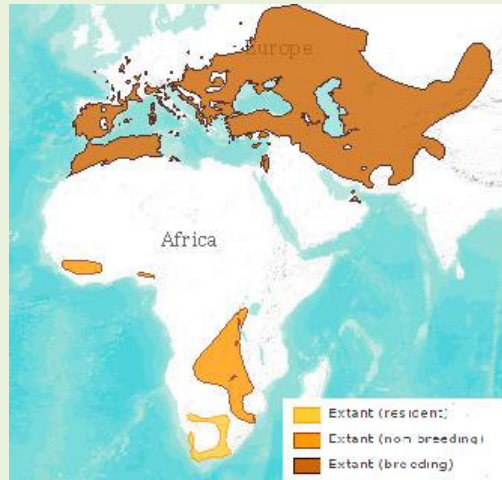 Europe
Africa
Extant (resident)
Extant (non breeding)
Extant (breeding)